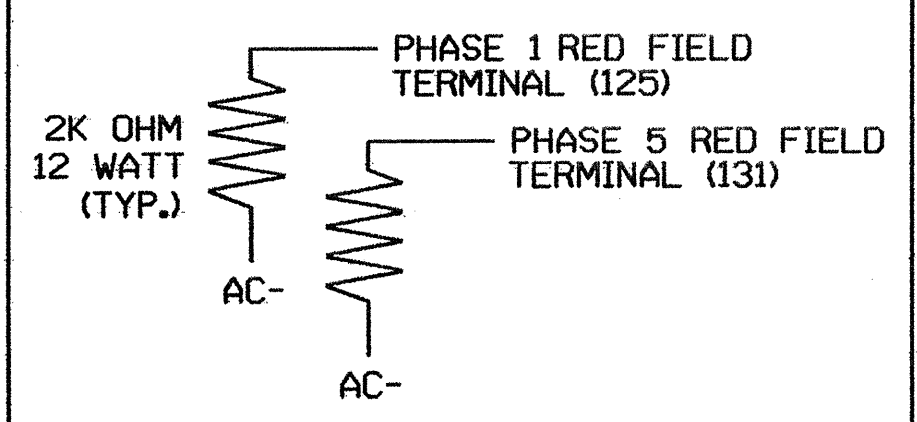 PHASE 1 RED FIELD
TERMINAL (125)
2K OHM
12 WATT
(TYP.)
PHASE 5 RED FIELD
TERMINAL (131)
AC-
AC-